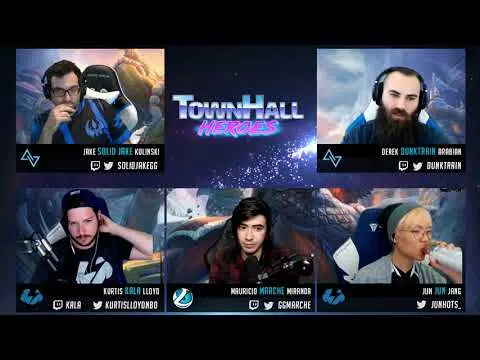 TOWNHALL
HEROES
JAKE SOLID JAKE KULINSKI
SOLIDJAKEGG
DEREK DUNKTRAIN ARABIAN
DUNKTRAIN
KURTIS KALA LLOYD
KALA KURTISLLOYDNBD
MAURICIO MARCHE MIRANDA
GGMARCHE
JUN JUN JANG
JUNHOTS_